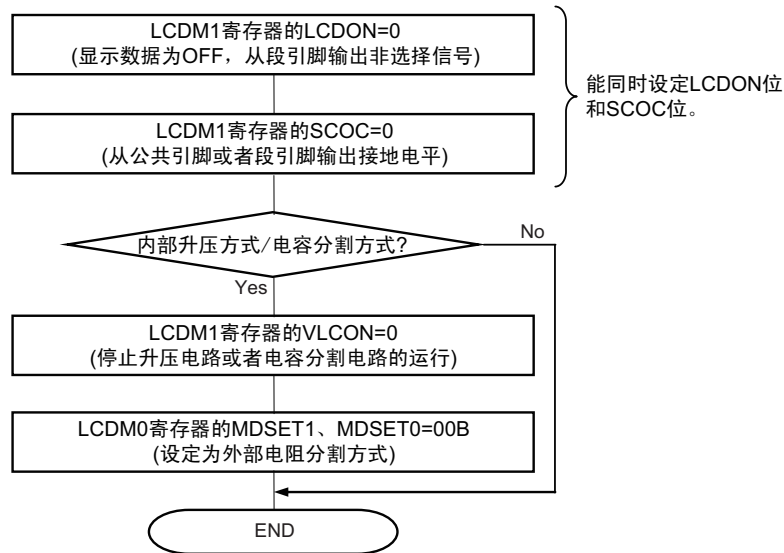 LCDM1寄存器的LCDON=0
(显示数据为OFF，从段引脚输出非选择信号)
能同时设定LCDON位
和SCOC位。
LCDM1寄存器的SCOC=0
(从公共引脚或者段引脚输出接地电平)
内部升压方式/电容分割方式?
No
Yes
LCDM1寄存器的VLCON=0
(停止升压电路或者电容分割电路的运行)
LCDM0寄存器的MDSET1、MDSET0=00B
(设定为外部电阻分割方式)
END